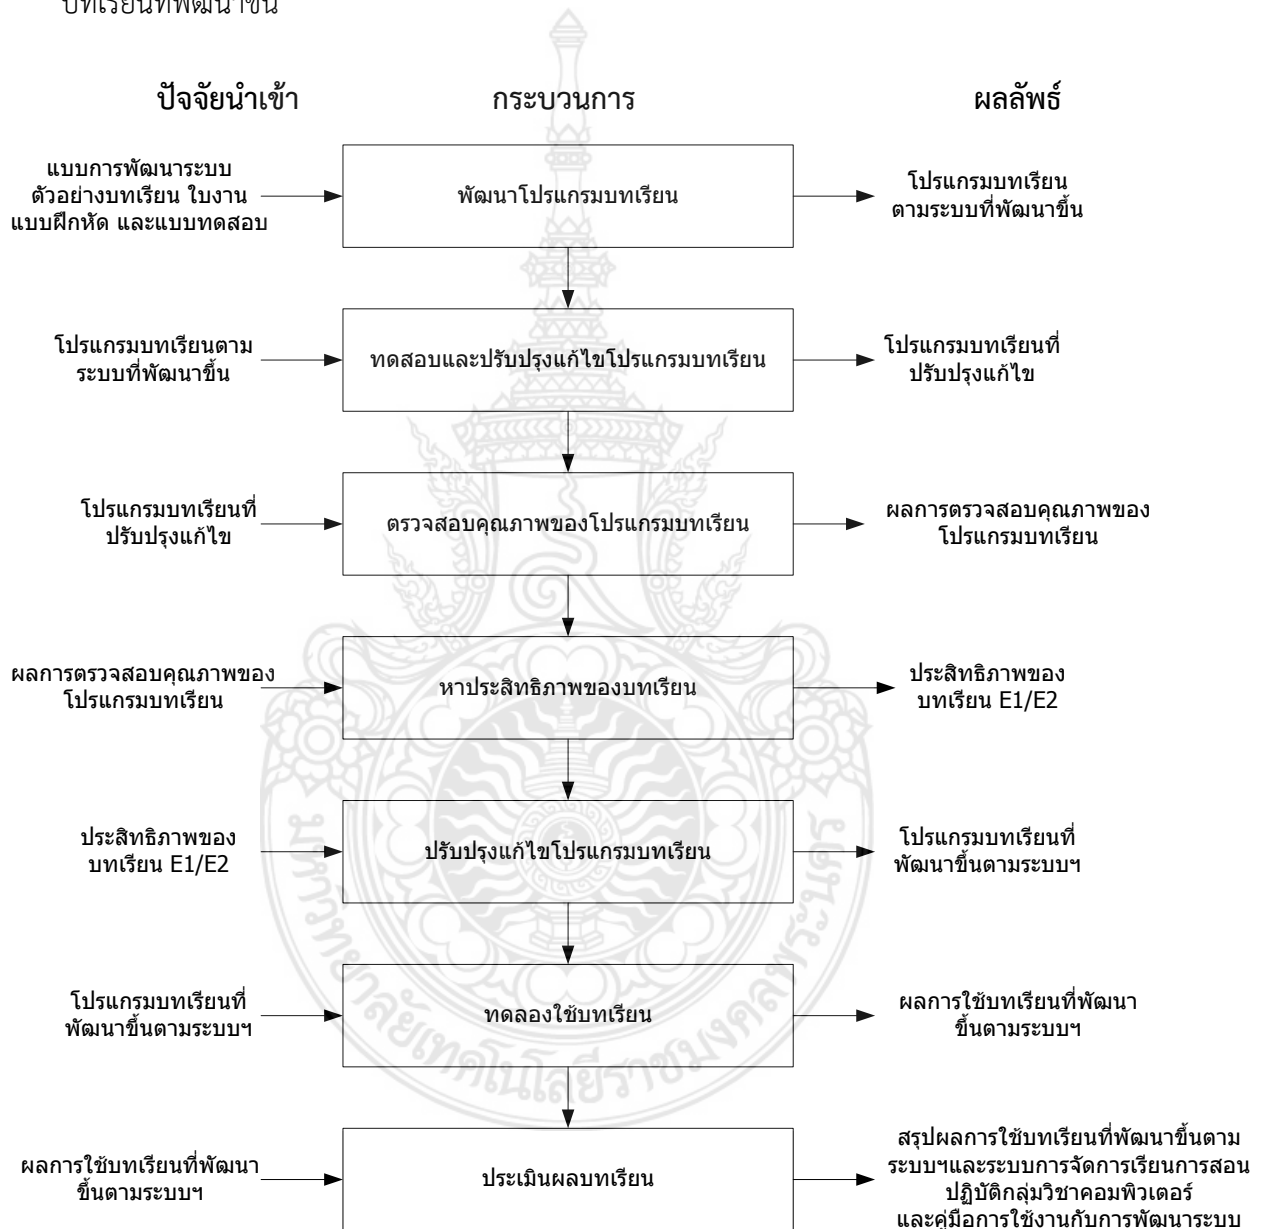 บทเรียนที่พัฒนาขึ้น
ปัจจัยนำเข้า
กระบวนการ
ผลลัพธ์
แบบการพัฒนาระบบ
ตัวอย่างบทเรียน ใบงาน
แบบฝึกหัด และแบบทดสอบ
พัฒนาโปรแกรมบทเรียน
โปรแกรมบทเรียน
ตามระบบที่พัฒนาขึ้น
โปรแกรมบทเรียนตาม
ระบบที่พัฒนาขึ้น
ทดสอบและปรับปรุงแก้ไขโปรแกรมบทเรียน
โปรแกรมบทเรียนที่
ปรับปรุงแก้ไข
โปรแกรมบทเรียนที่
ปรับปรุงแก้ไข
ตรวจสอบคุณภาพของโปรแกรมบทเรียน
ผลการตรวจสอบคุณภาพของ
โปรแกรมบทเรียน
ผลการตรวจสอบคุณภาพของ
โปรแกรมบทเรียน
หาประสิทธิภาพของบทเรียน
ประสิทธิภาพของ
บทเรียน E1/E2
ประสิทธิภาพของ
บทเรียน E1/E2
ปรับปรุงแก้ไขโปรแกรมบทเรียน
โปรแกรมบทเรียนที่
พัฒนาขึ้นตามระบบฯ
โปรแกรมบทเรียนที่
พัฒนาขึ้นตามระบบฯ
ทดลองใช้บทเรียน
ผลการใช้บทเรียนที่พัฒนา
ขึ้นตามระบบฯ
ผลการใช้บทเรียนที่พัฒนา
ขึ้นตามระบบฯ
ประเมินผลบทเรียน
สรุปผลการใช้บทเรียนที่พัฒนาขึ้นตาม
ระบบฯและระบบการจัดการเรียนการสอน
ปฏิบัติกลุ่มวิชาคอมพิวเตอร์
และคู่มือการใช้งานกับการพัฒนาระบบ
มหาวิทยาลัยเทคโนโลยีราชมงคลพระนคร